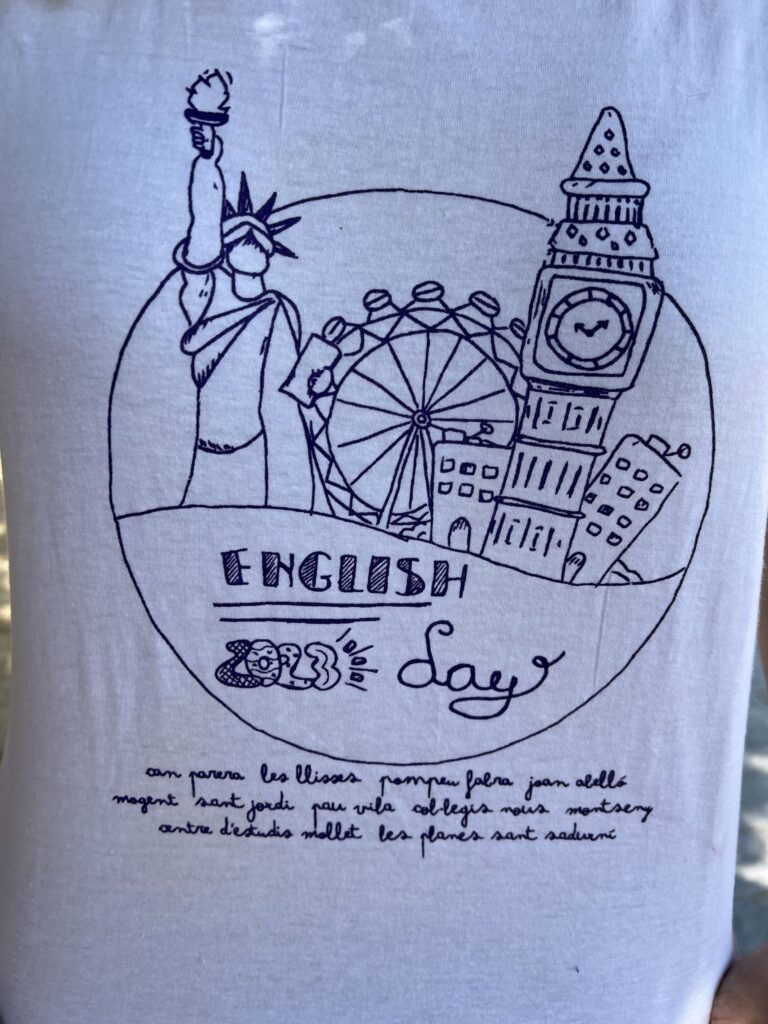 ENGLISH
2023 day
can parera les llisses pompeu fabra joan abelló
mogent sant jordi pau vila col·legis nous montseny
centre d'estudis mollet les planes sant sadurní